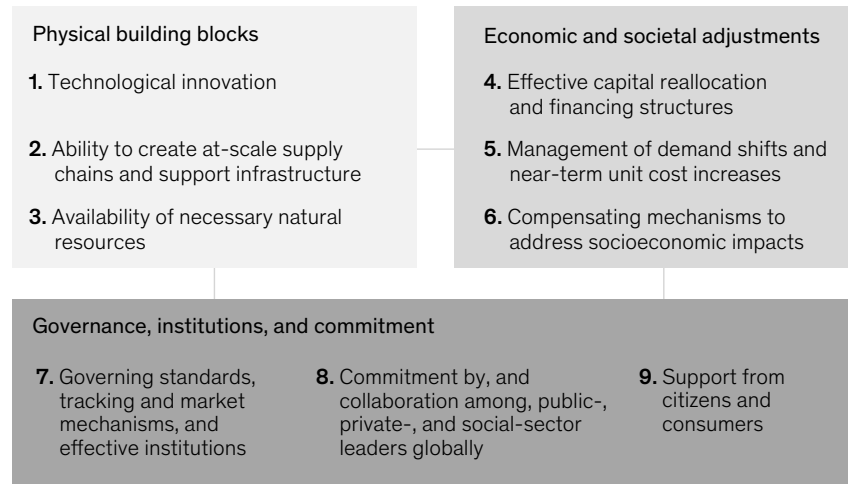 Physical building blocks
1. Technological innovation
2. Ability to create at-scale supply
chains and support infrastructure
3. Availability of necessary natural
resources
Economic and societal adjustments
4. Effective capital reallocation
and financing structures
5. Management of demand shifts and
near-term unit cost increases
6. Compensating mechanisms to
address socioeconomic impacts
Governance, institutions, and commitment
7. Governing standards,
tracking and market
mechanisms, and
effective institutions
8. Commitment by, and
collaboration among, public-,
private-, and social-sector
leaders globally
9. Support from
citizens and
consumers